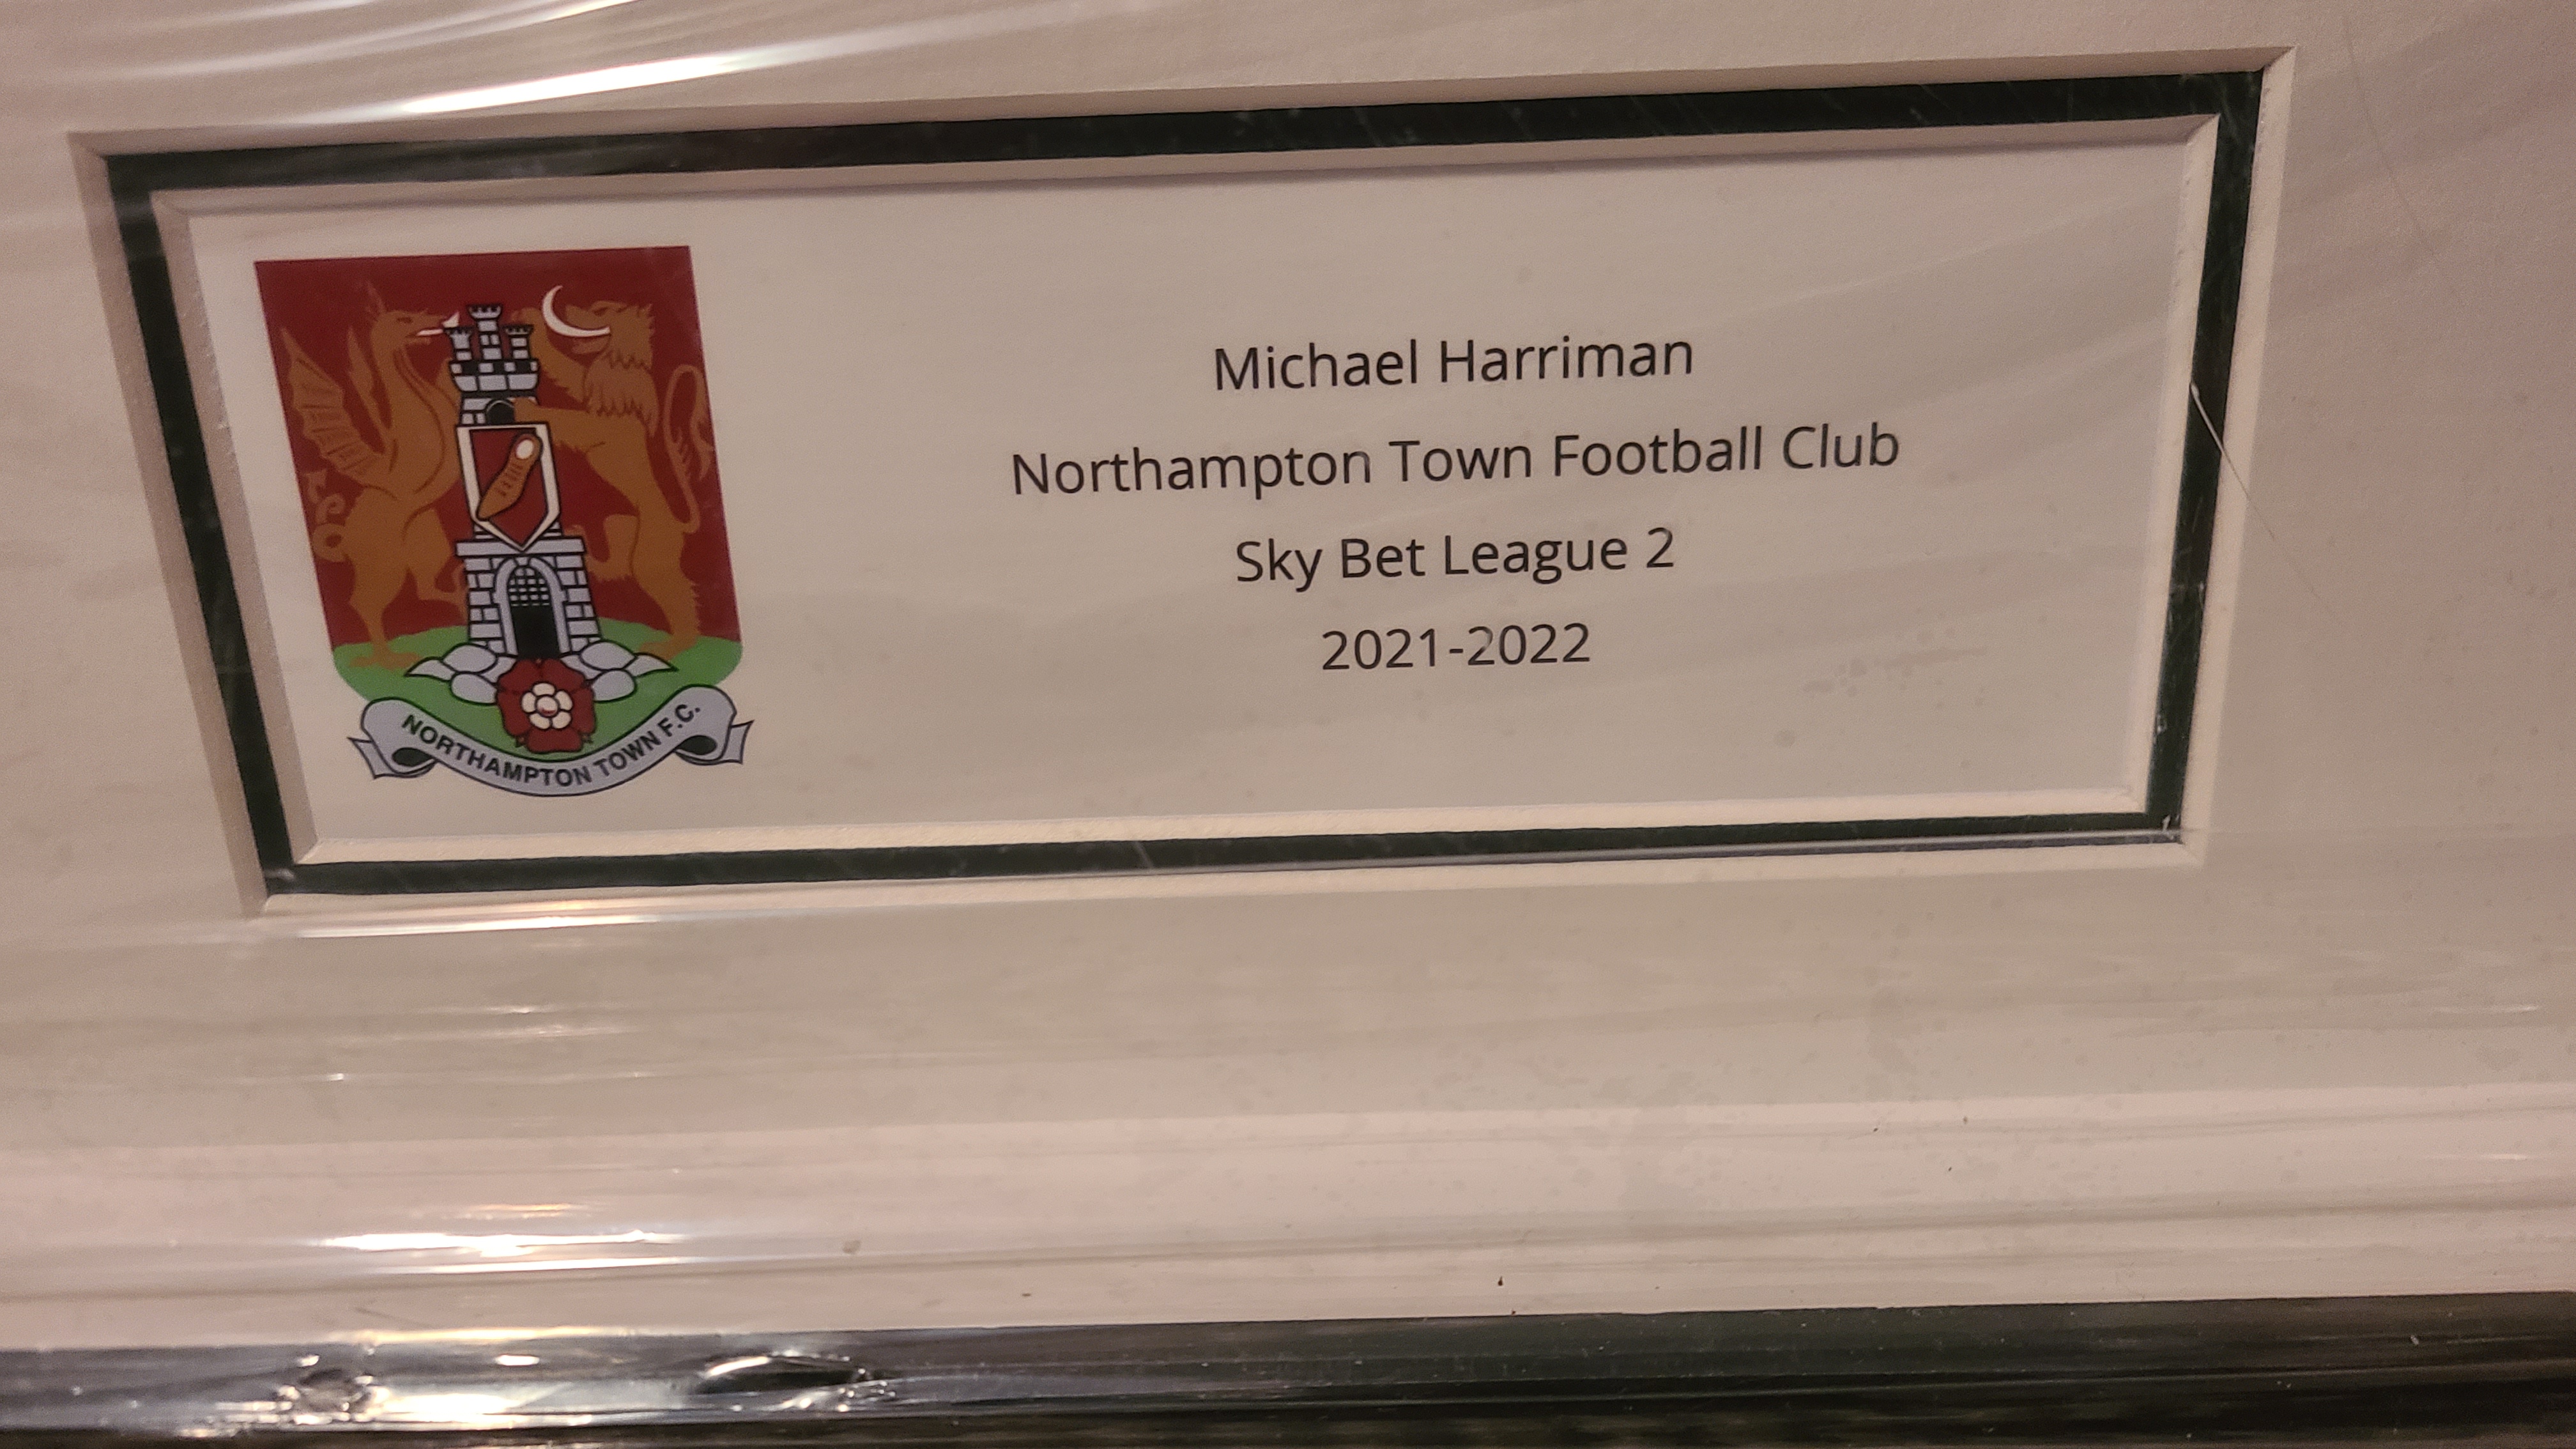 Michael Harriman
Northampton Town Football Club
Sky Bet League 2
2021-2022
NORTHAMPTON TOWN F.C.